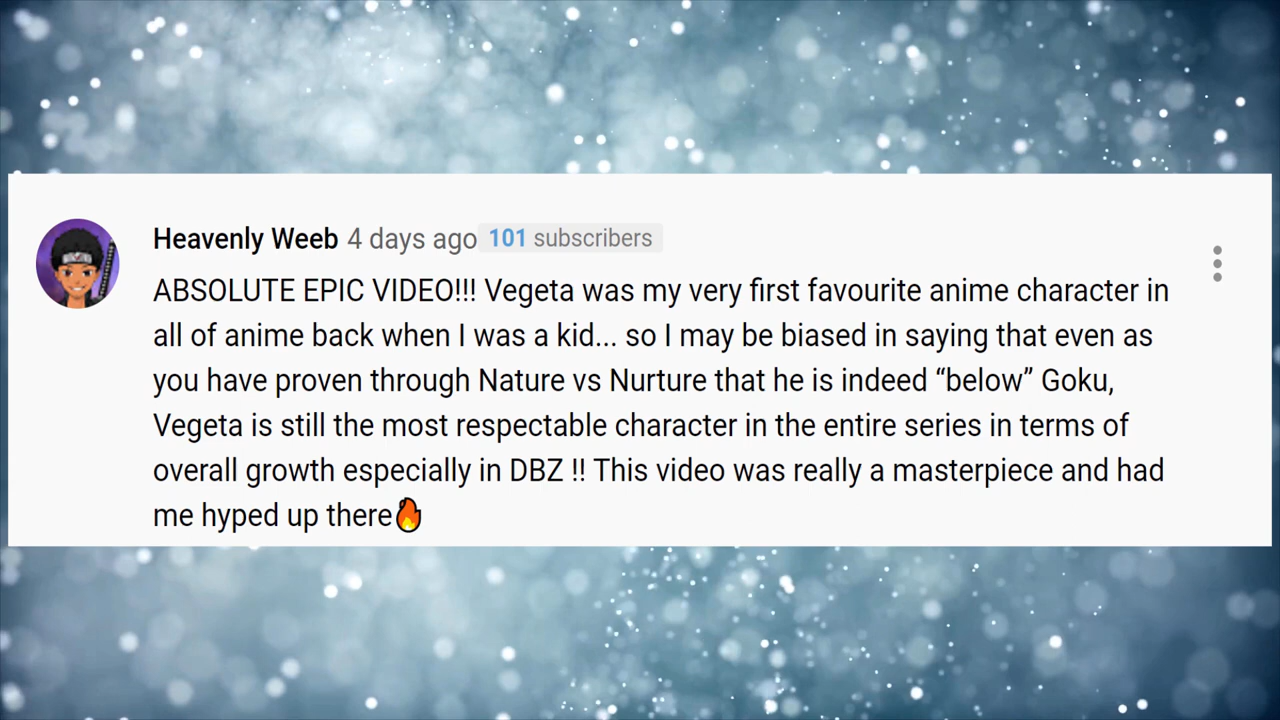 Heavenly Weeb 4 days ago 101 subscribers
ABSOLUTE EPIC VIDEO!!! Vegeta was my very first favourite anime character in
all of anime back when I was a kid... so I may be biased in saying that even as
you have proven through Nature vs Nurture that he is indeed “below” Goku,
Vegeta is still the most respectable character in the entire series in terms of
overall growth especially in DBZ !! This video was really a masterpiece and had
me hyped up there🔥